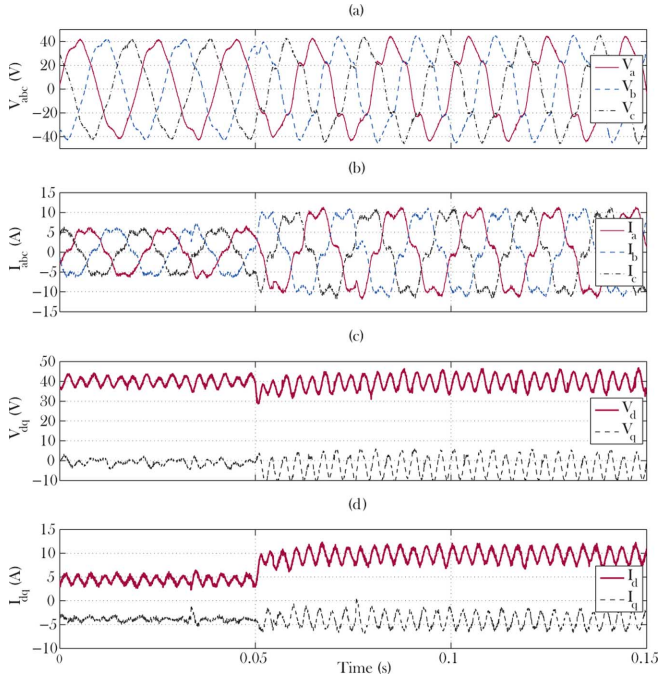 (a)
40
20
0
−20
−40
V_abc (V)
V_a
V_b
V_c
(b)
15
10
5
0
−5
−10
−15
I_abc (A)
I_a
I_b
I_c
(c)
50
40
30
20
10
0
−10
V_dq (V)
V_d
V_q
(d)
15
10
5
0
−5
−10
I_dq (A)
I_d
I_q
0
0.05
0.1
0.15
Time (s)